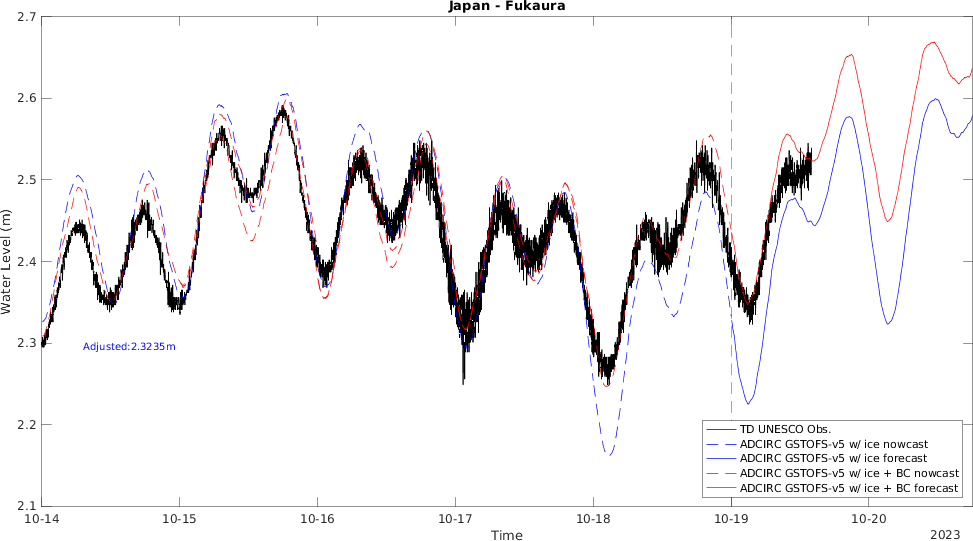 Japan - Fukaura
2.7
2.6
2.5
2.4
2.3
2.2
2.1
Water Level (m)
Adjusted:2.3235m
TD UNESCO Obs.
ADCIRC GSTOFS-v5 w/ ice nowcast
ADCIRC GSTOFS-v5 w/ ice forecast
ADCIRC GSTOFS-v5 w/ ice + BC nowcast
ADCIRC GSTOFS-v5 w/ ice + BC forecast
10-14 10-15 10-16 10-17 10-18 10-19 10-20
Time
2023